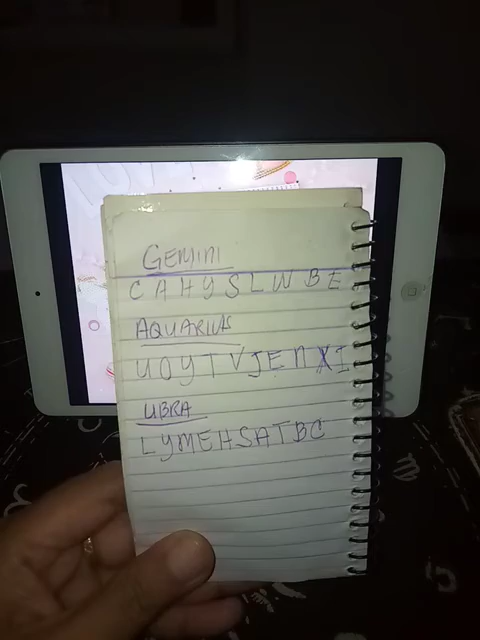 GEMINI
C A H Y S L W B E
AQUARIUS
U O Y T V J E N X I
LIBRA
L Y M E H S A T B C